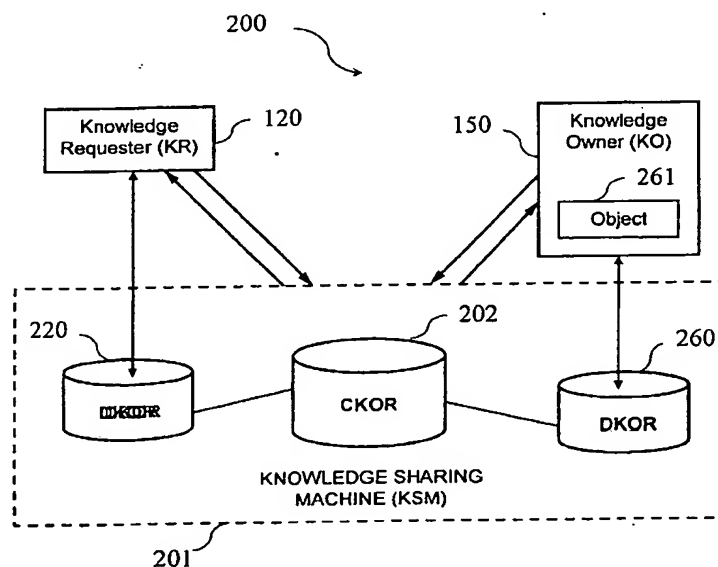 200
Knowledge
Requester (KR)
120
150
Knowledge
Owner (KO)
261
Object
220
202
260
CKOR
DKOR
KNOWLEDGE SHARING
MACHINE (KSM)
201